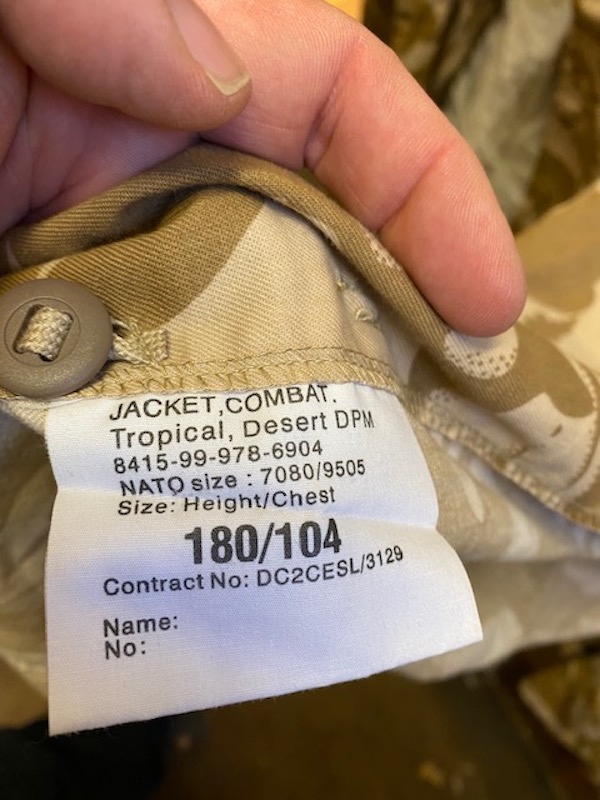 JACKET,COMBAT.
Tropical, Desert DPM
8415-99-978-6904
NATO size : 7080/9505
Size: Height/Chest
180/104
Contract No: DC2CESL/3129
Name:
No: